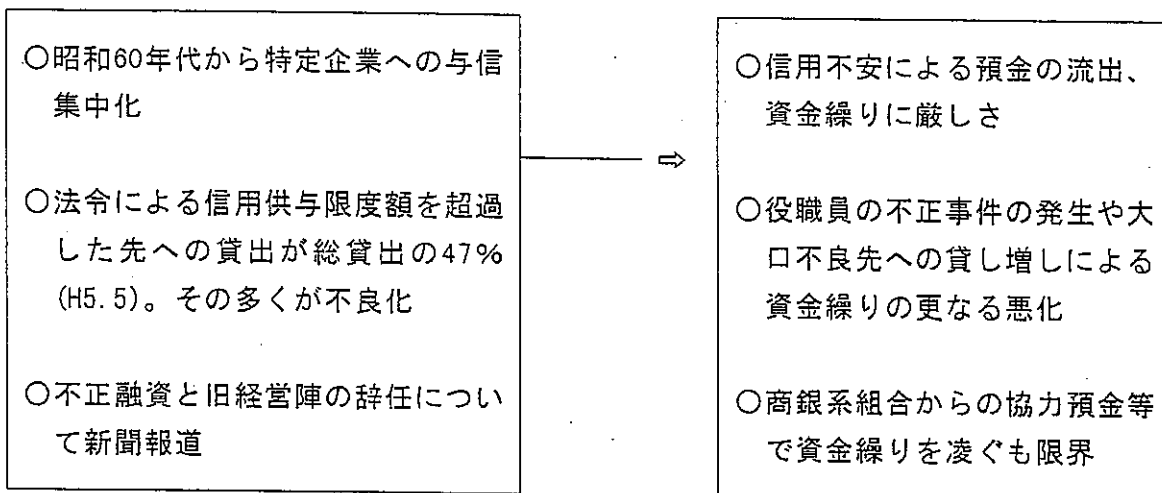 ○昭和60年代から特定企業への与信
集中化
○法令による信用供与限度額を超過
した先への貸出が総貸出の47%
(H5.5)。その多くが不良化
○不正融資と旧経営陣の辞任につい
て新聞報道
⇨
○信用不安による預金の流出、
資金繰りに厳しさ
○役職員の不正事件の発生や大
口不良先への貸し増しによる
資金繰りの更なる悪化
○商銀系組合からの協力預金等
で資金繰りを凌ぐも限界